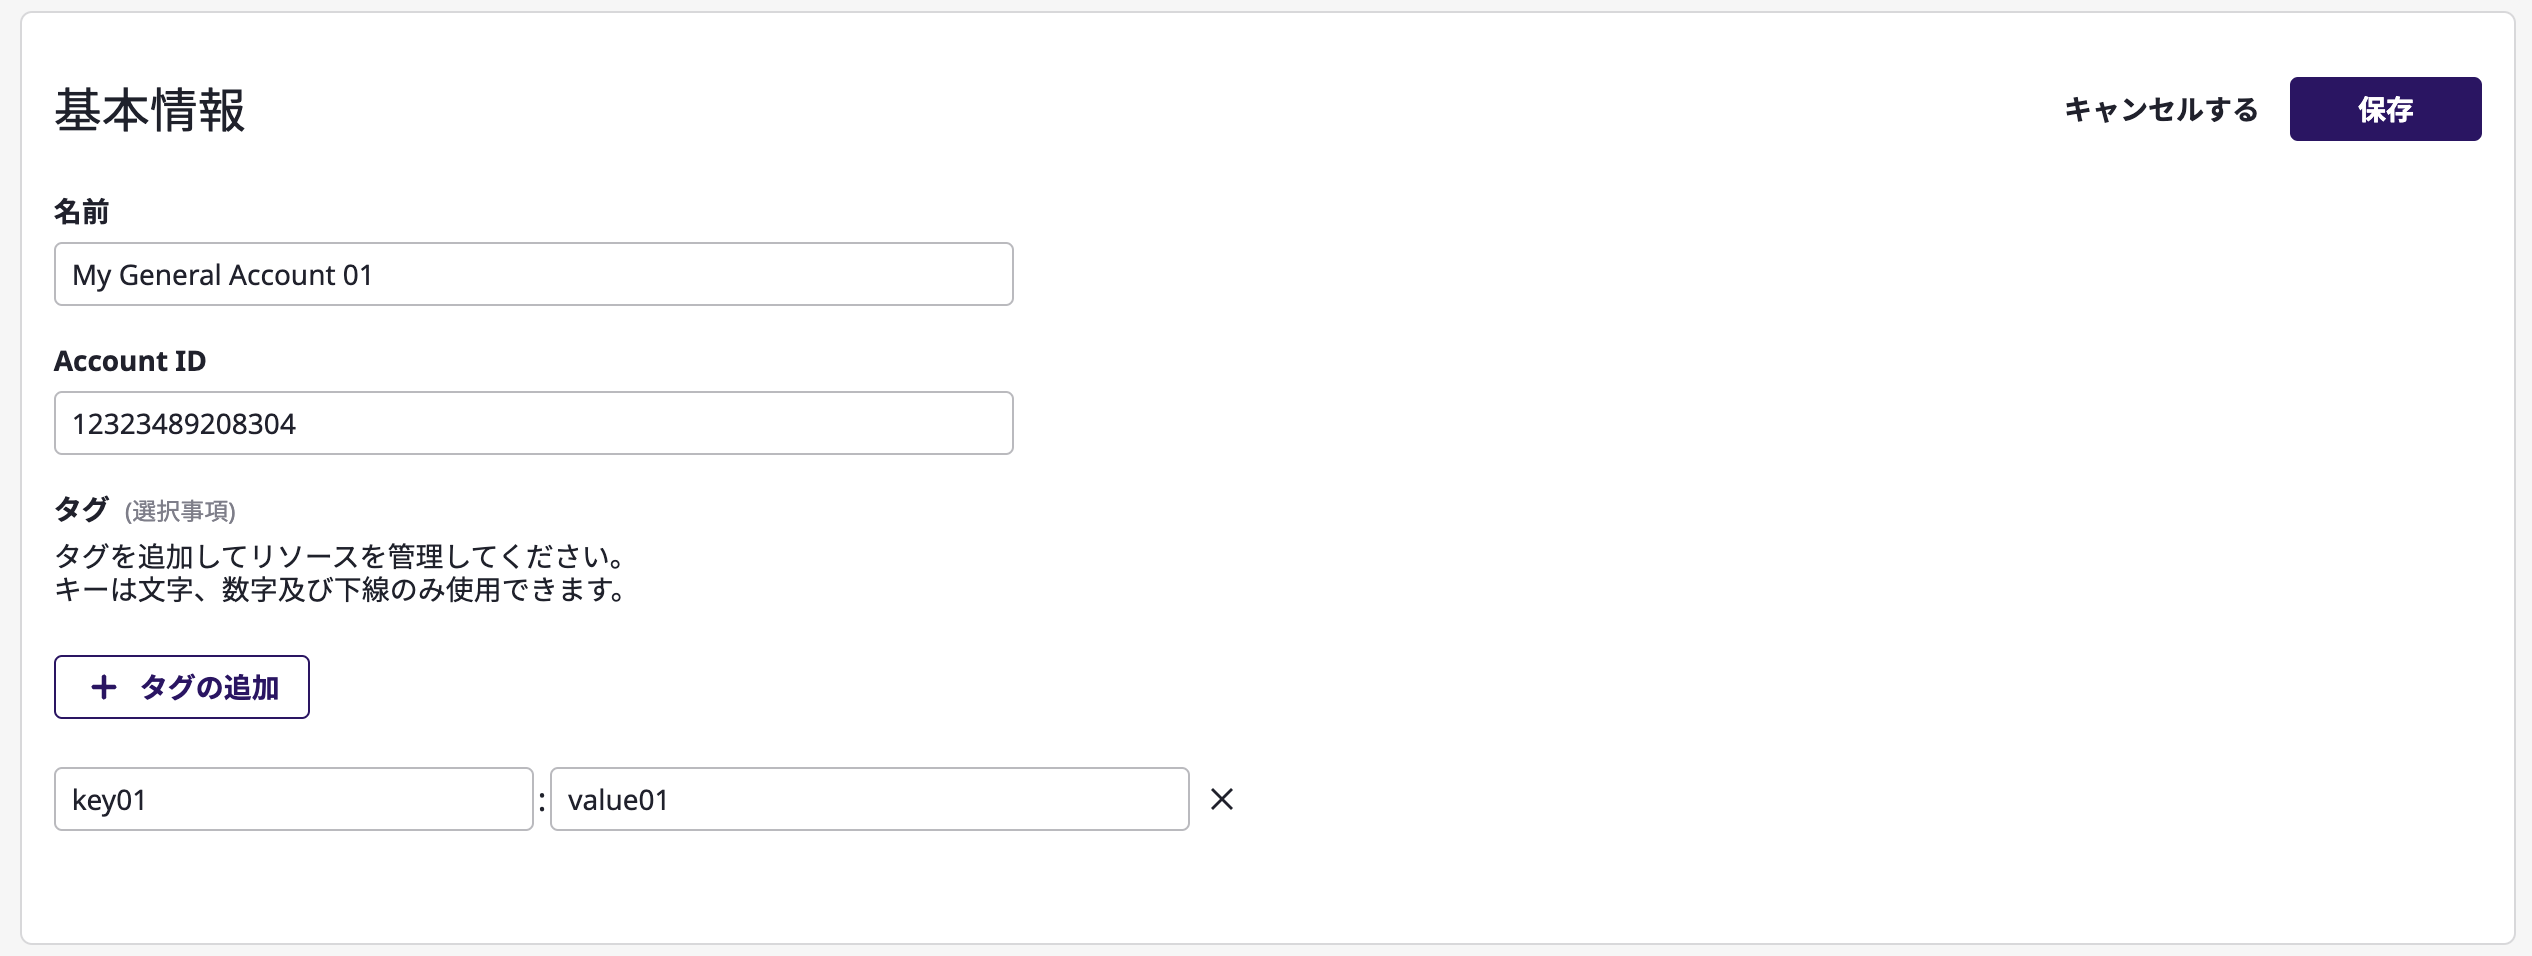 基本情報
キャンセルする
保存
名前
My General Account 01
Account ID
12323489208304
タグ (選択事項)
タグを追加してリソースを管理してください。
キーは文字、数字及び下線のみ使用できます。
+ タグの追加
key01 : value01